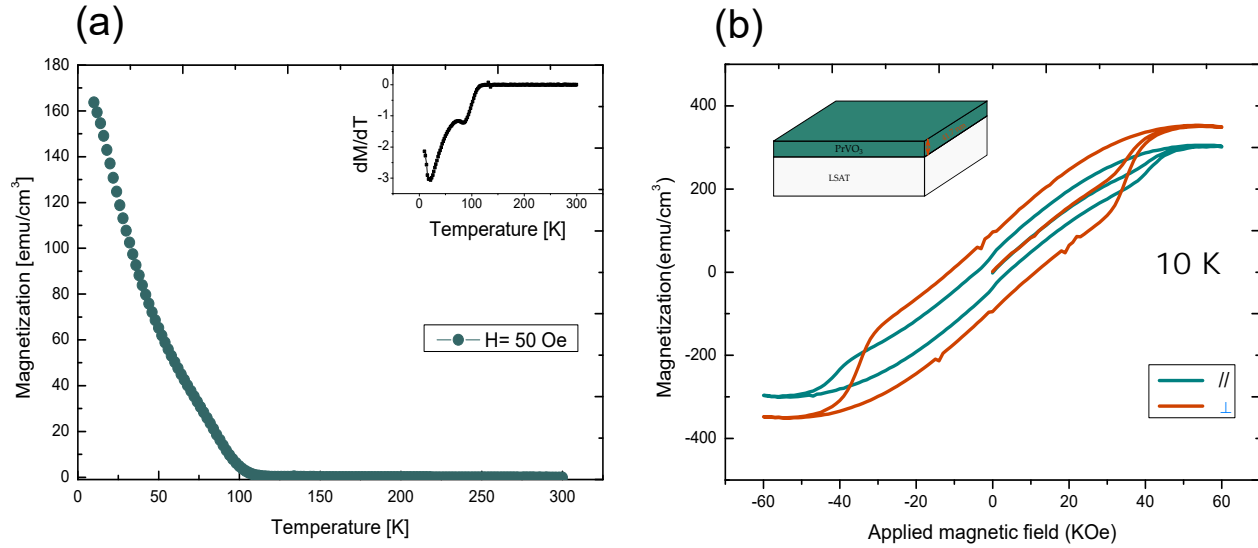 (a)
180
160
140
120
100
80
60
40
20
0
0 50 100 150 200 250 300
Magnetization [emu/cm³]
Temperature [K]
H= 50 Oe
0
-1
-2
-3
0 100 200 300
dM/dT
Temperature [K]
(b)
400
200
0
-200
-400
-60 -40 -20 0 20 40 60
Magnetization(emu/cm³)
Applied magnetic field (KOe)
PrVO₃
LSAT
10 K
//
⊥